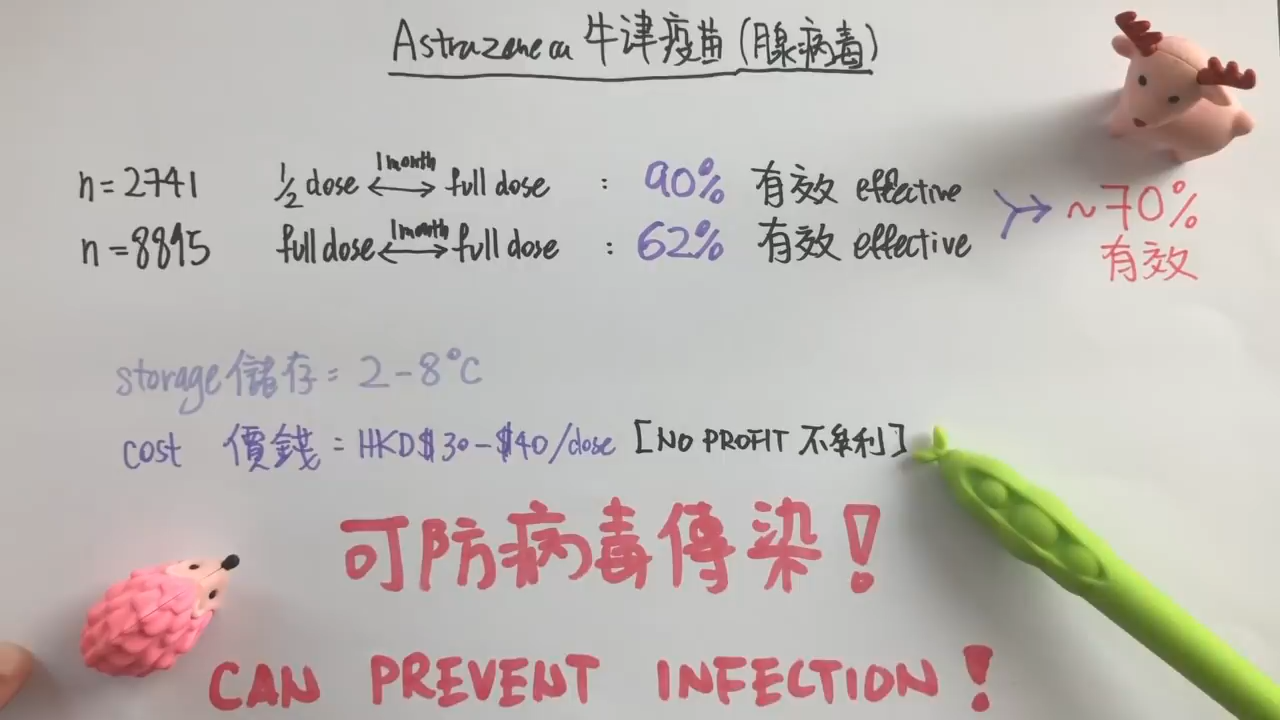 Astrazeneca 牛津疫苗 (腺病毒)
n=2741 ½ dose ←1 month→ full dose : 90% 有效 effective
n=8895 full dose ←1 month→ full dose : 62% 有效 effective
~70% 有效
storage 儲存 = 2-8°C
cost 價錢 = HKD$30-$40/dose [NO PROFIT 不牟利]
可防病毒傳染!
CAN PREVENT INFECTION!